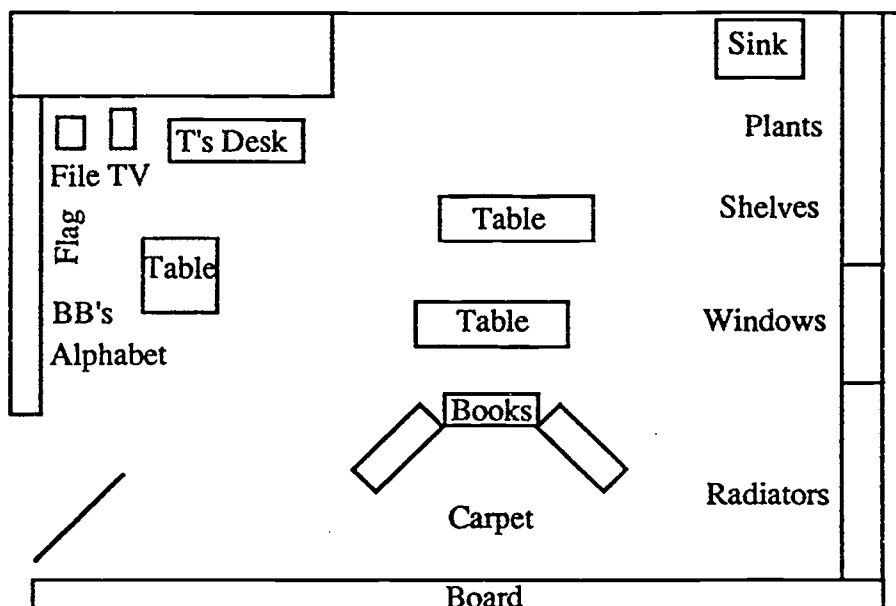 Sink
Plants
T's Desk
File TV
Shelves
Table
Flag
Table
BB's
Table
Windows
Alphabet
Books
Radiators
Carpet
Board